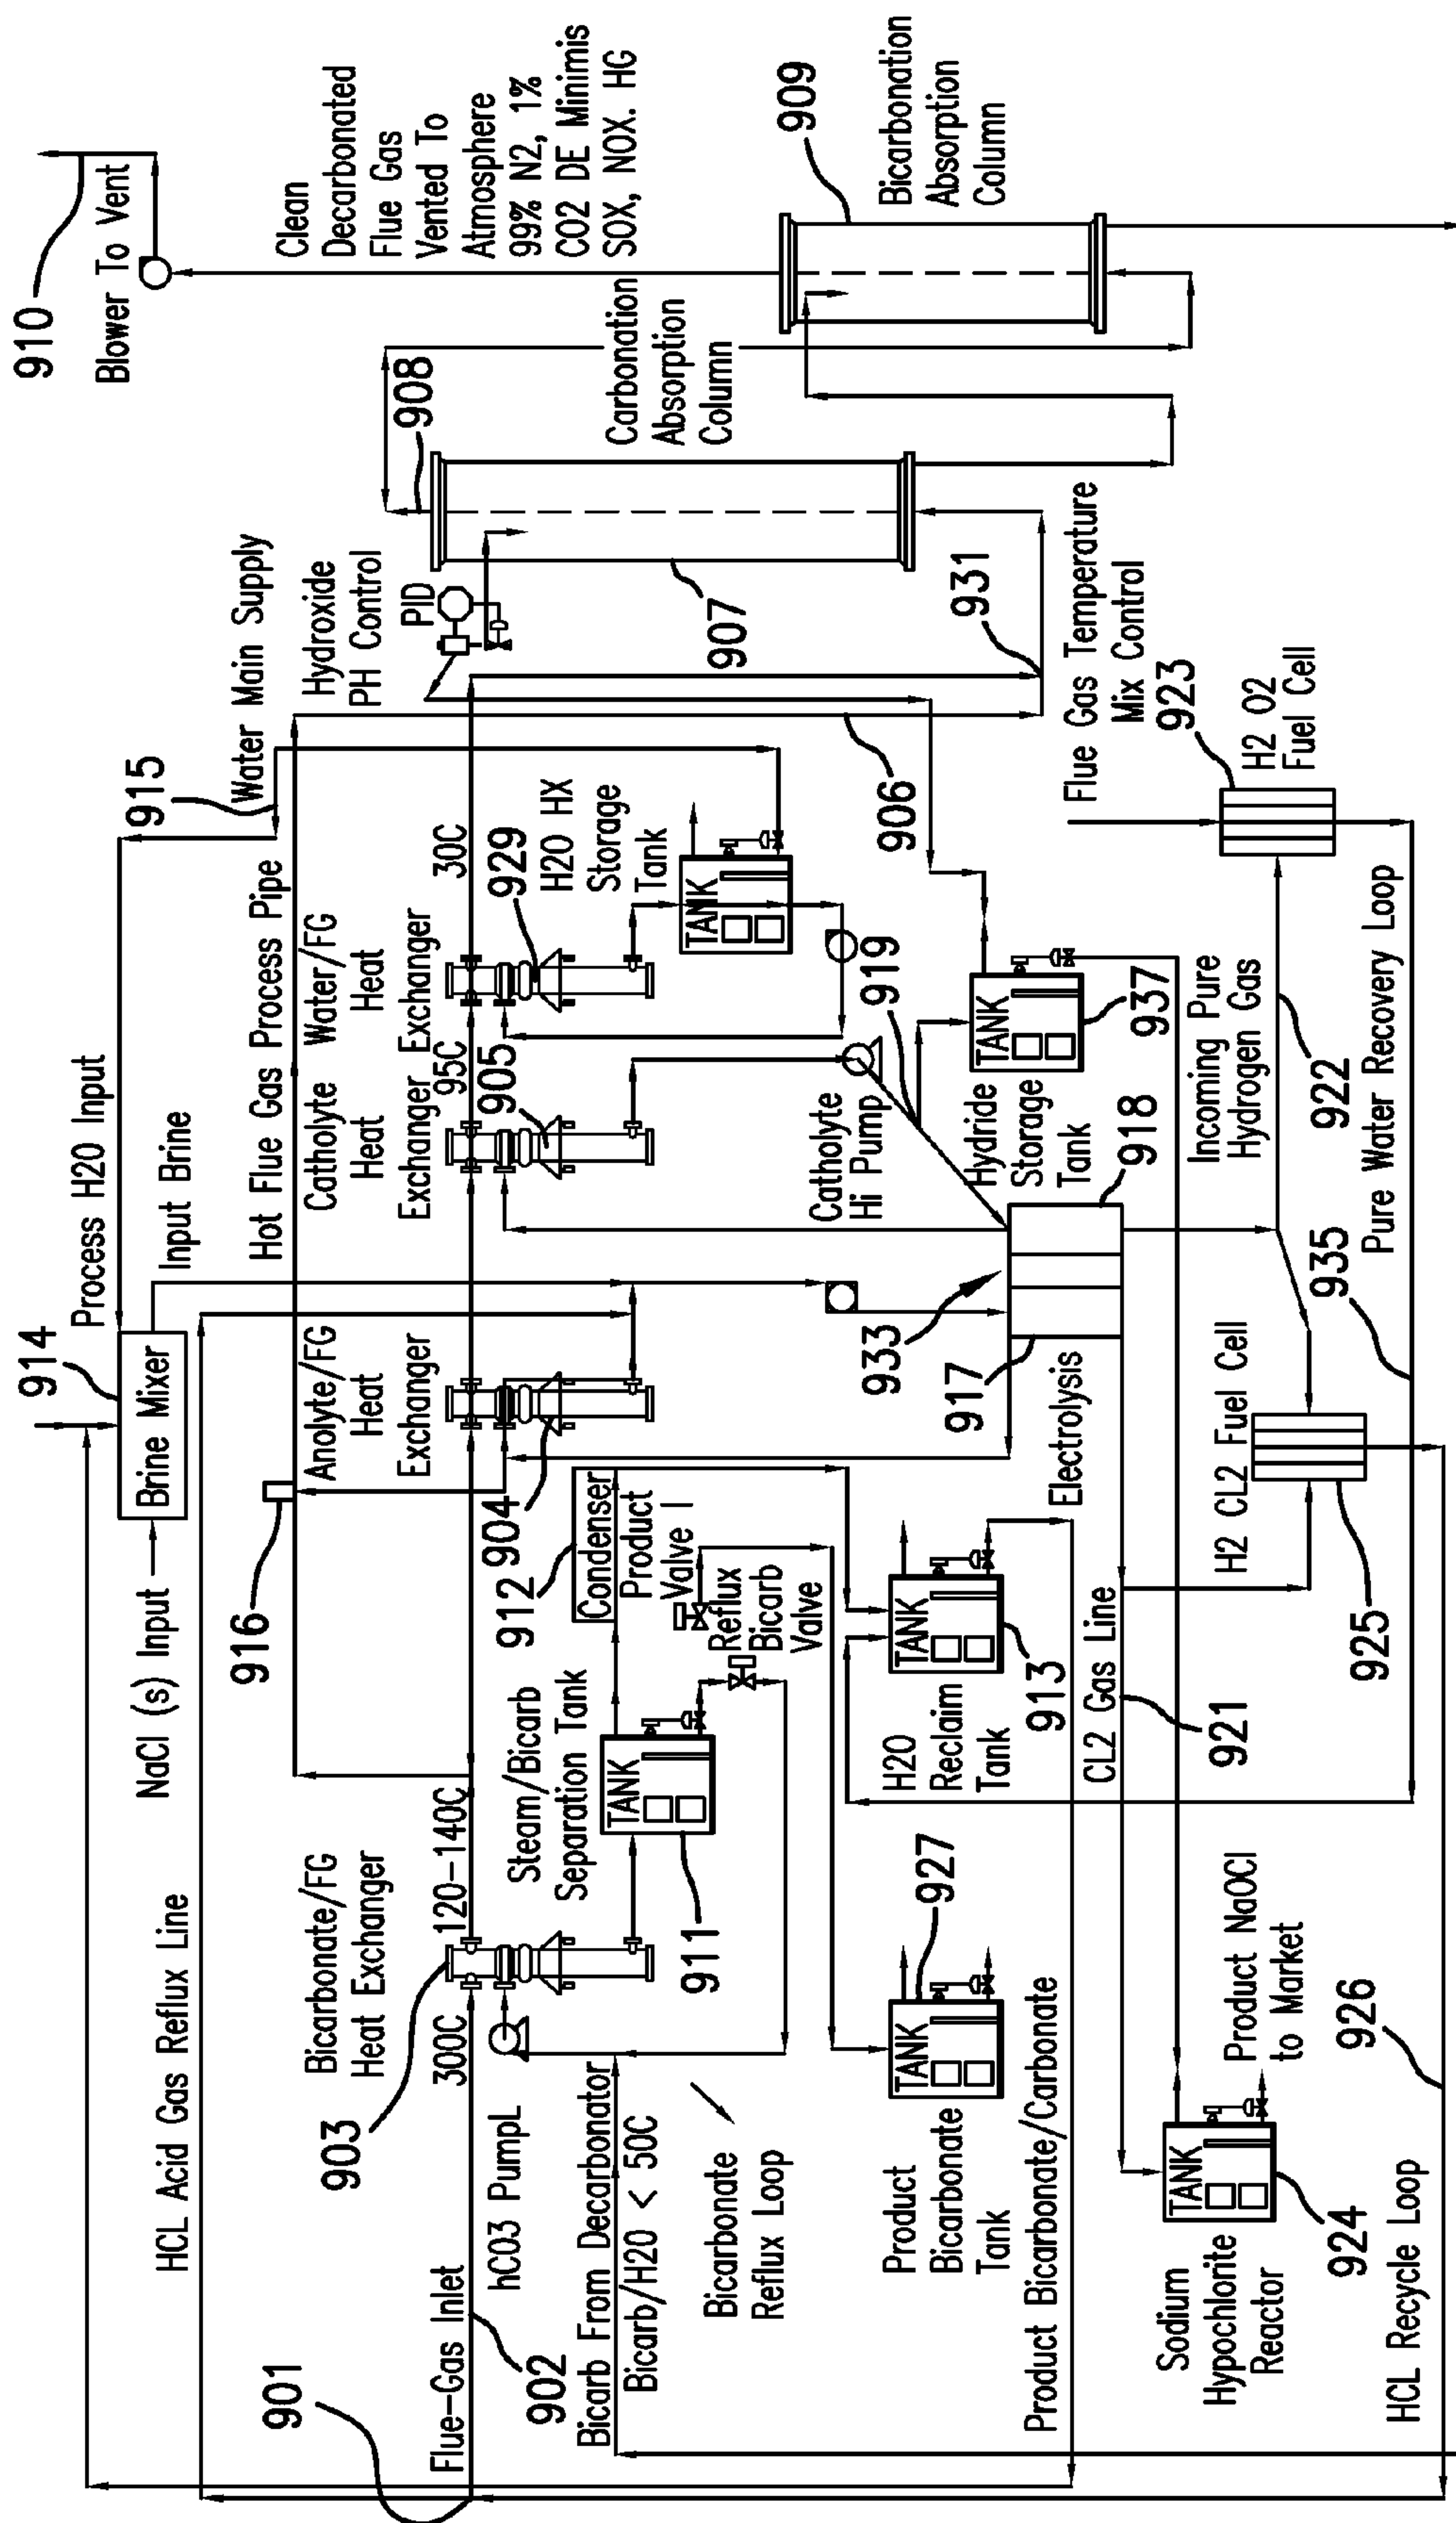 910
Blower To Vent
Clean
Decarbonated
Flue Gas
Vented To
Atmosphere
99% N2, 1%
CO2 DE Minimis
SOX, NOX. HG
909
Bicarbonation
Absorption
Column
908
Carbonation
Absorption
Column
907
931
Water Main Supply
Hydroxide
PH Control
PID
915
906
914
Process H20 Input
Input Brine
Brine Mixer
NaCl (s) Input
916
Hot Flue Gas Process Pipe
Water/FG
Heat
Exchanger
30C
929
H20 HX
Storage
Tank
TANK
Catholyte
Heat
Exchanger
95C
905
Anolyte/FG
Heat
Exchanger
904
HCL Acid Gas Reflux Line
Bicarbonate/FG
Heat Exchanger
903
300C
120-140C
901
Flue-Gas Inlet
902
hCO3 PumpL
Bicarb From Decarbonator
Bicarb/H20 < 50C
Bicarbonate
Reflux Loop
Steam/Bicarb
Separation Tank
TANK
911
912
Condenser
Product
Valve I
Reflux
Bicarb
Valve
Catholyte
Hi Pump
919
TANK
937
Hydride
Storage
Tank
918
933
917
Electrolysis
TANK
H20
Reclaim
Tank
913
TANK
927
Product
Bicarbonate
Tank
Product Bicarbonate/Carbonate
CL2 Gas Line
921
Flue Gas Temperature
Mix Control
923
H2 O2
Fuel Cell
Incoming Pure
Hydrogen Gas
922
Pure Water Recovery Loop
935
H2 CL2 Fuel Cell
925
TANK
924
Sodium
Hypochlorite
Reactor
Product NaOCl
to Market
926
HCL Recycle Loop